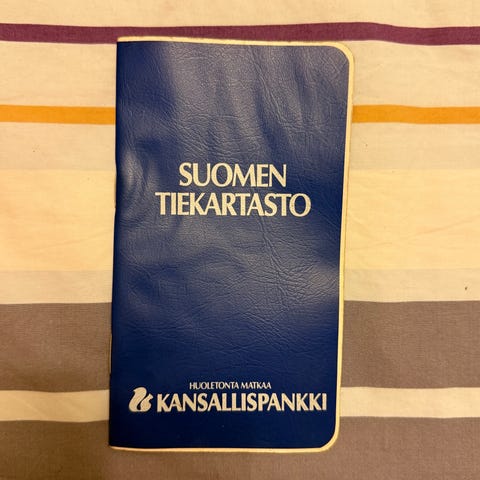 SUOMEN
TIEKARTASTO
HUOLETONTA MATKAA
KANSALLISPANKKI